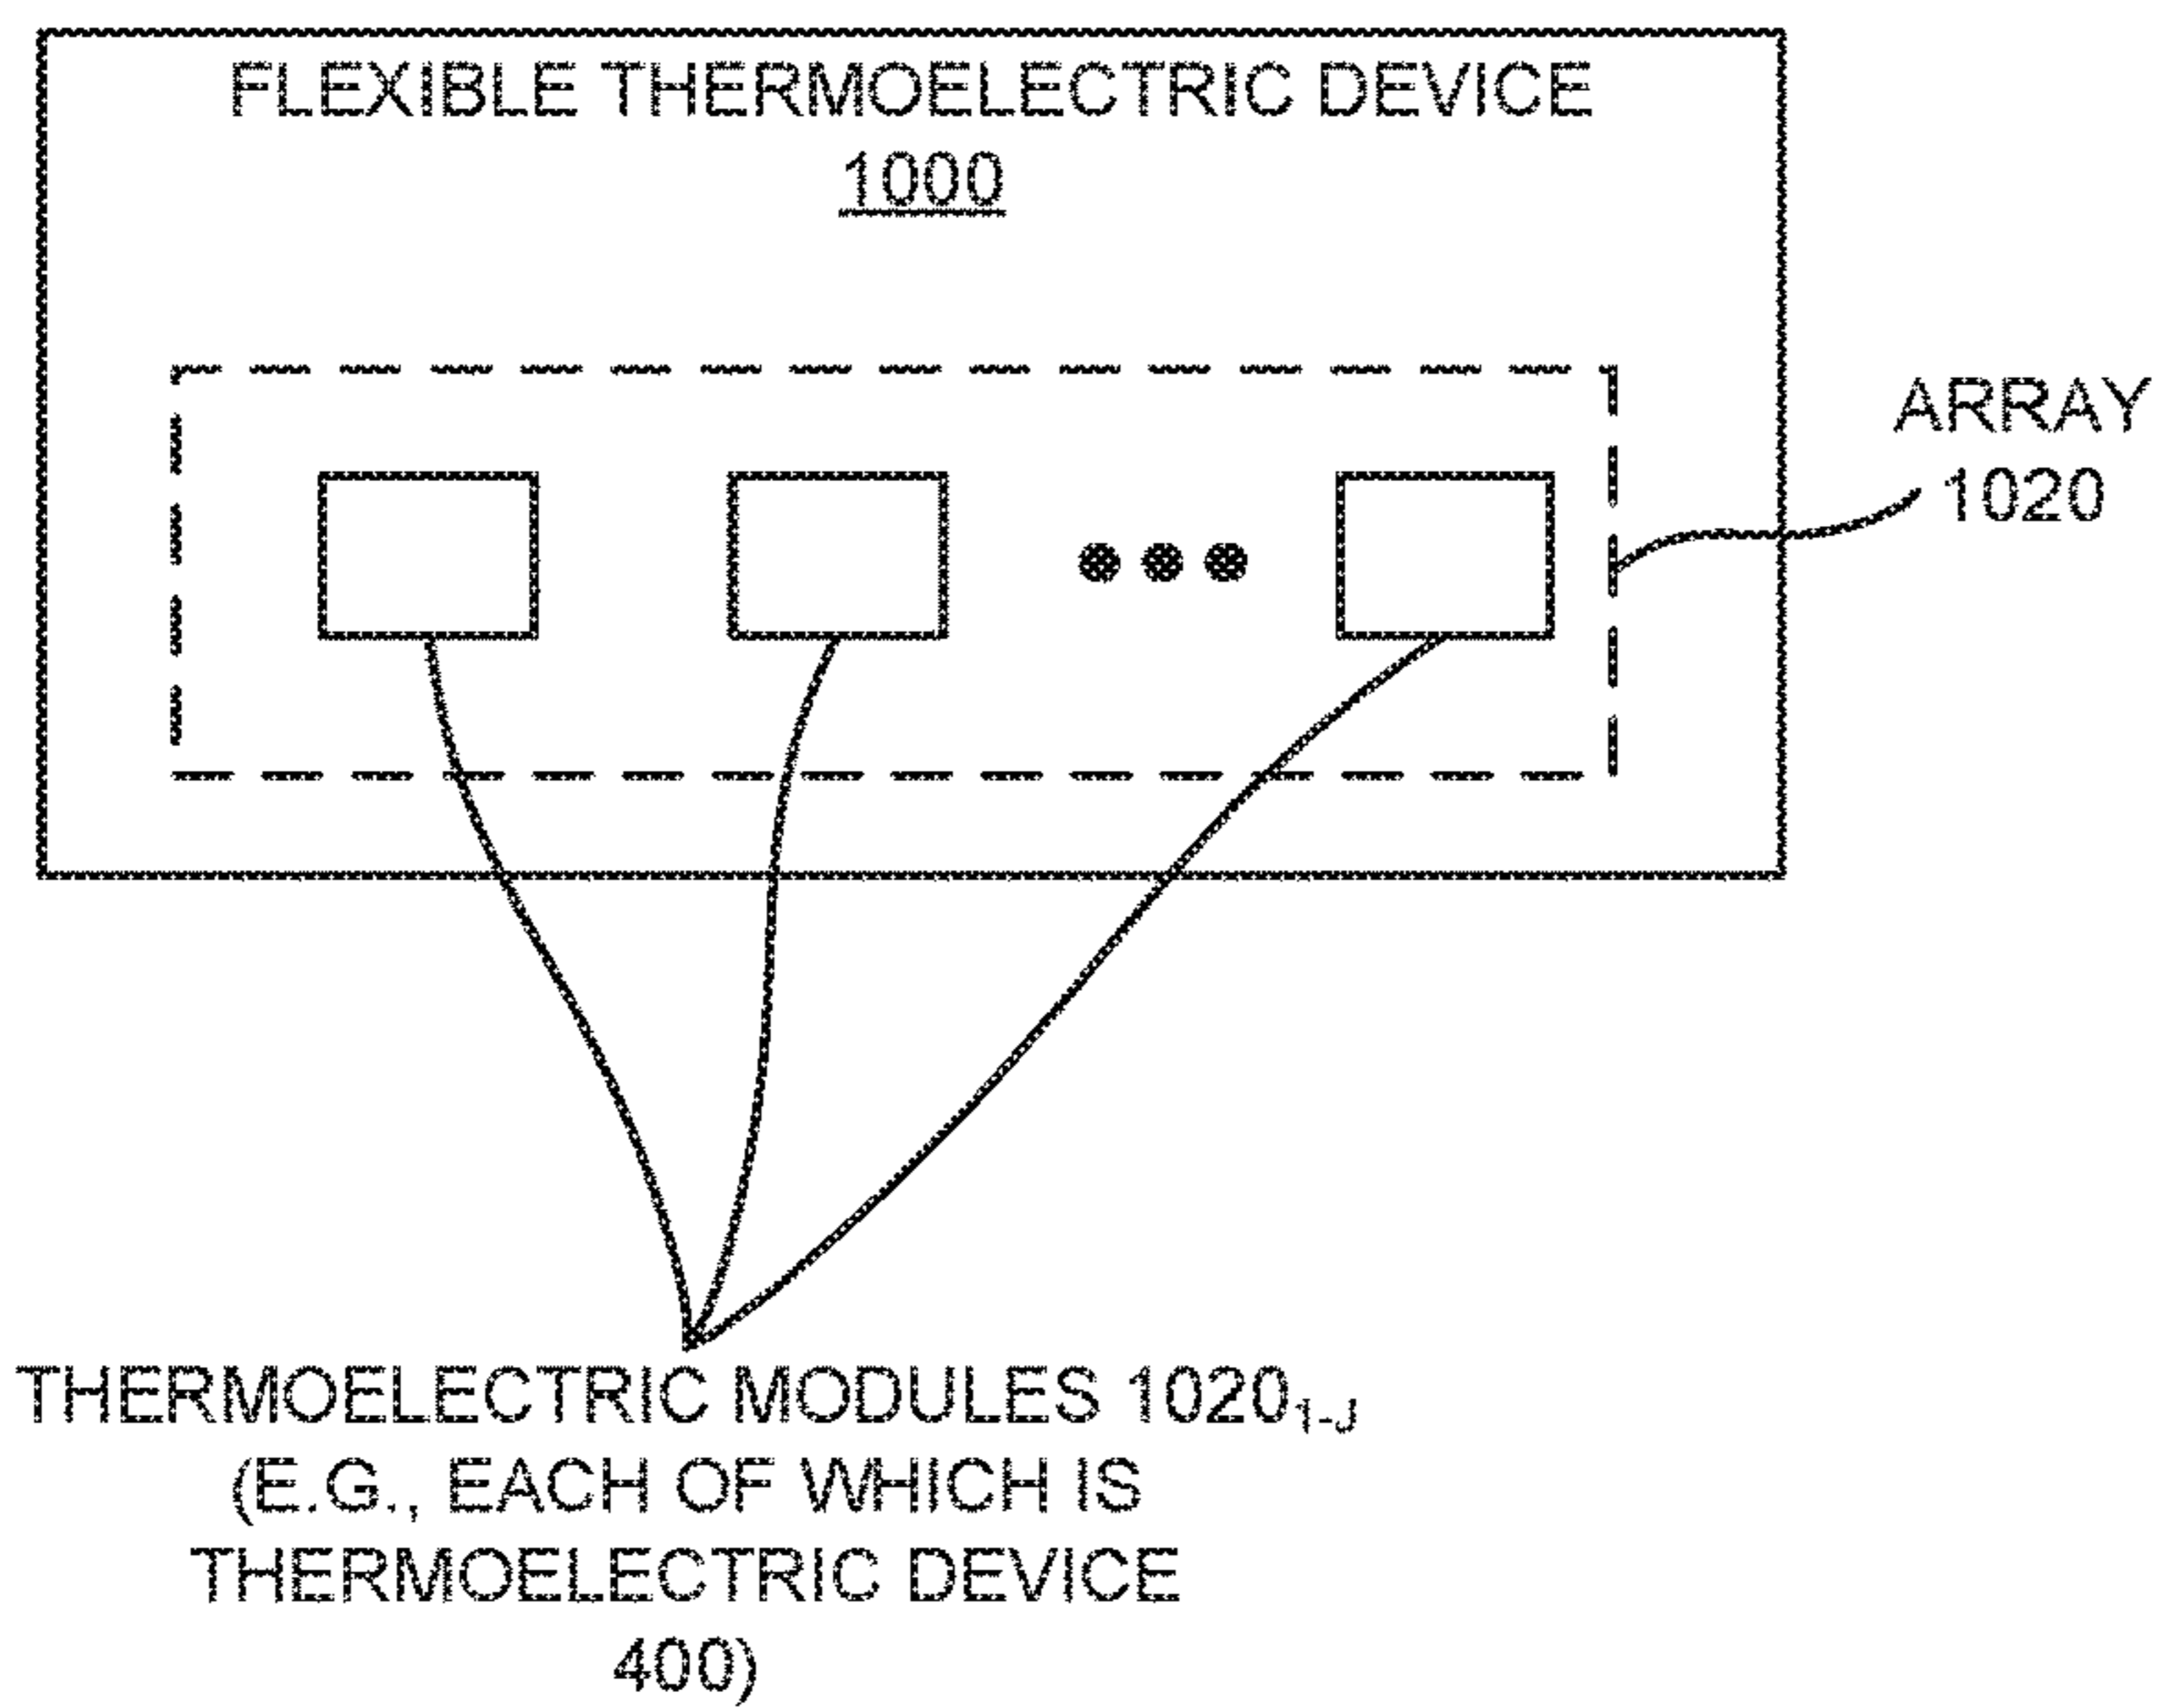 FLEXIBLE THERMOELECTRIC DEVICE
1000
ARRAY
1020
THERMOELECTRIC MODULES 1020₁₋J
(E.G., EACH OF WHICH IS
THERMOELECTRIC DEVICE
400)